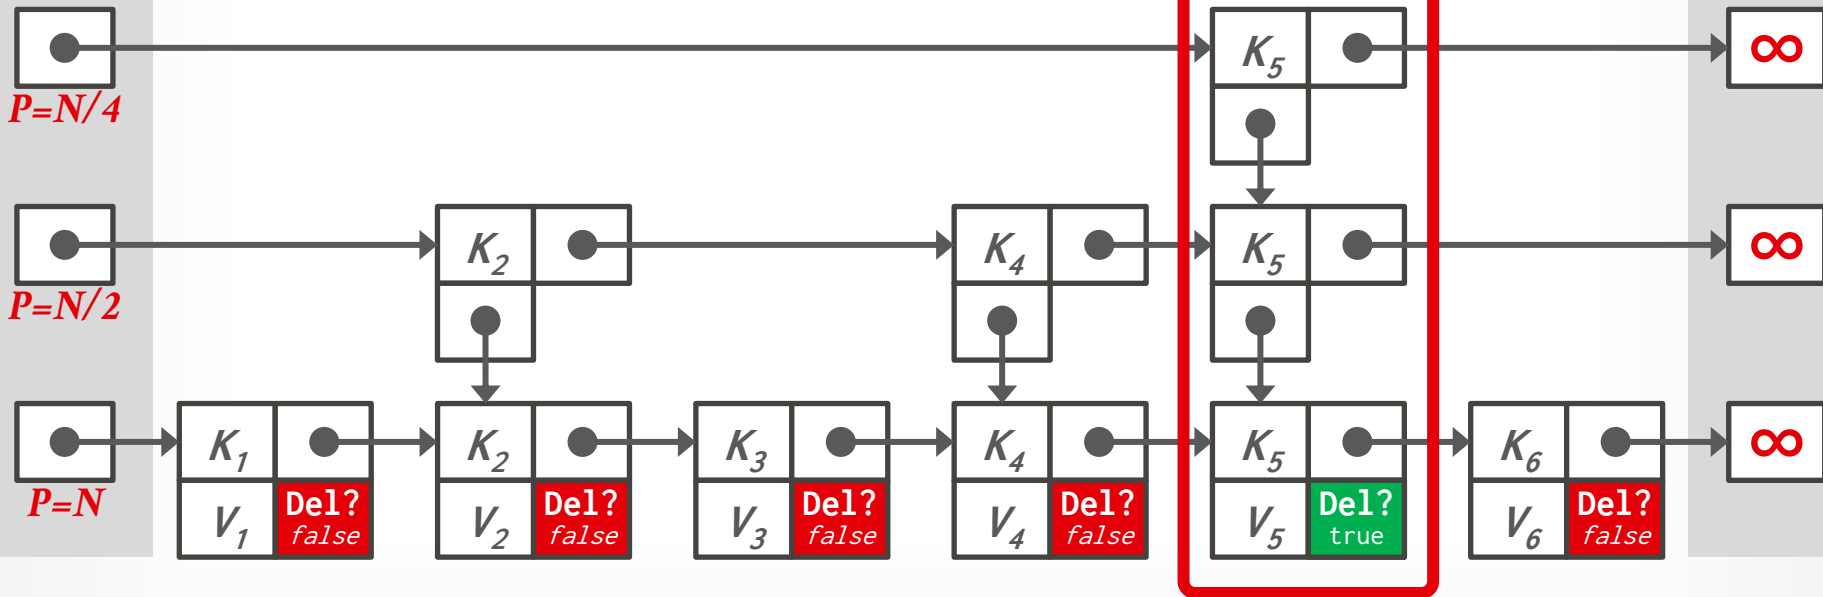 K5 ∞
P=N/4
K2 K4 K5 ∞
P=N/2
K1 K2 K3 K4 K5 K6 ∞
P=N
V1 Del? false V2 Del? false V3 Del? false V4 Del? false V5 Del? true V6 Del? false